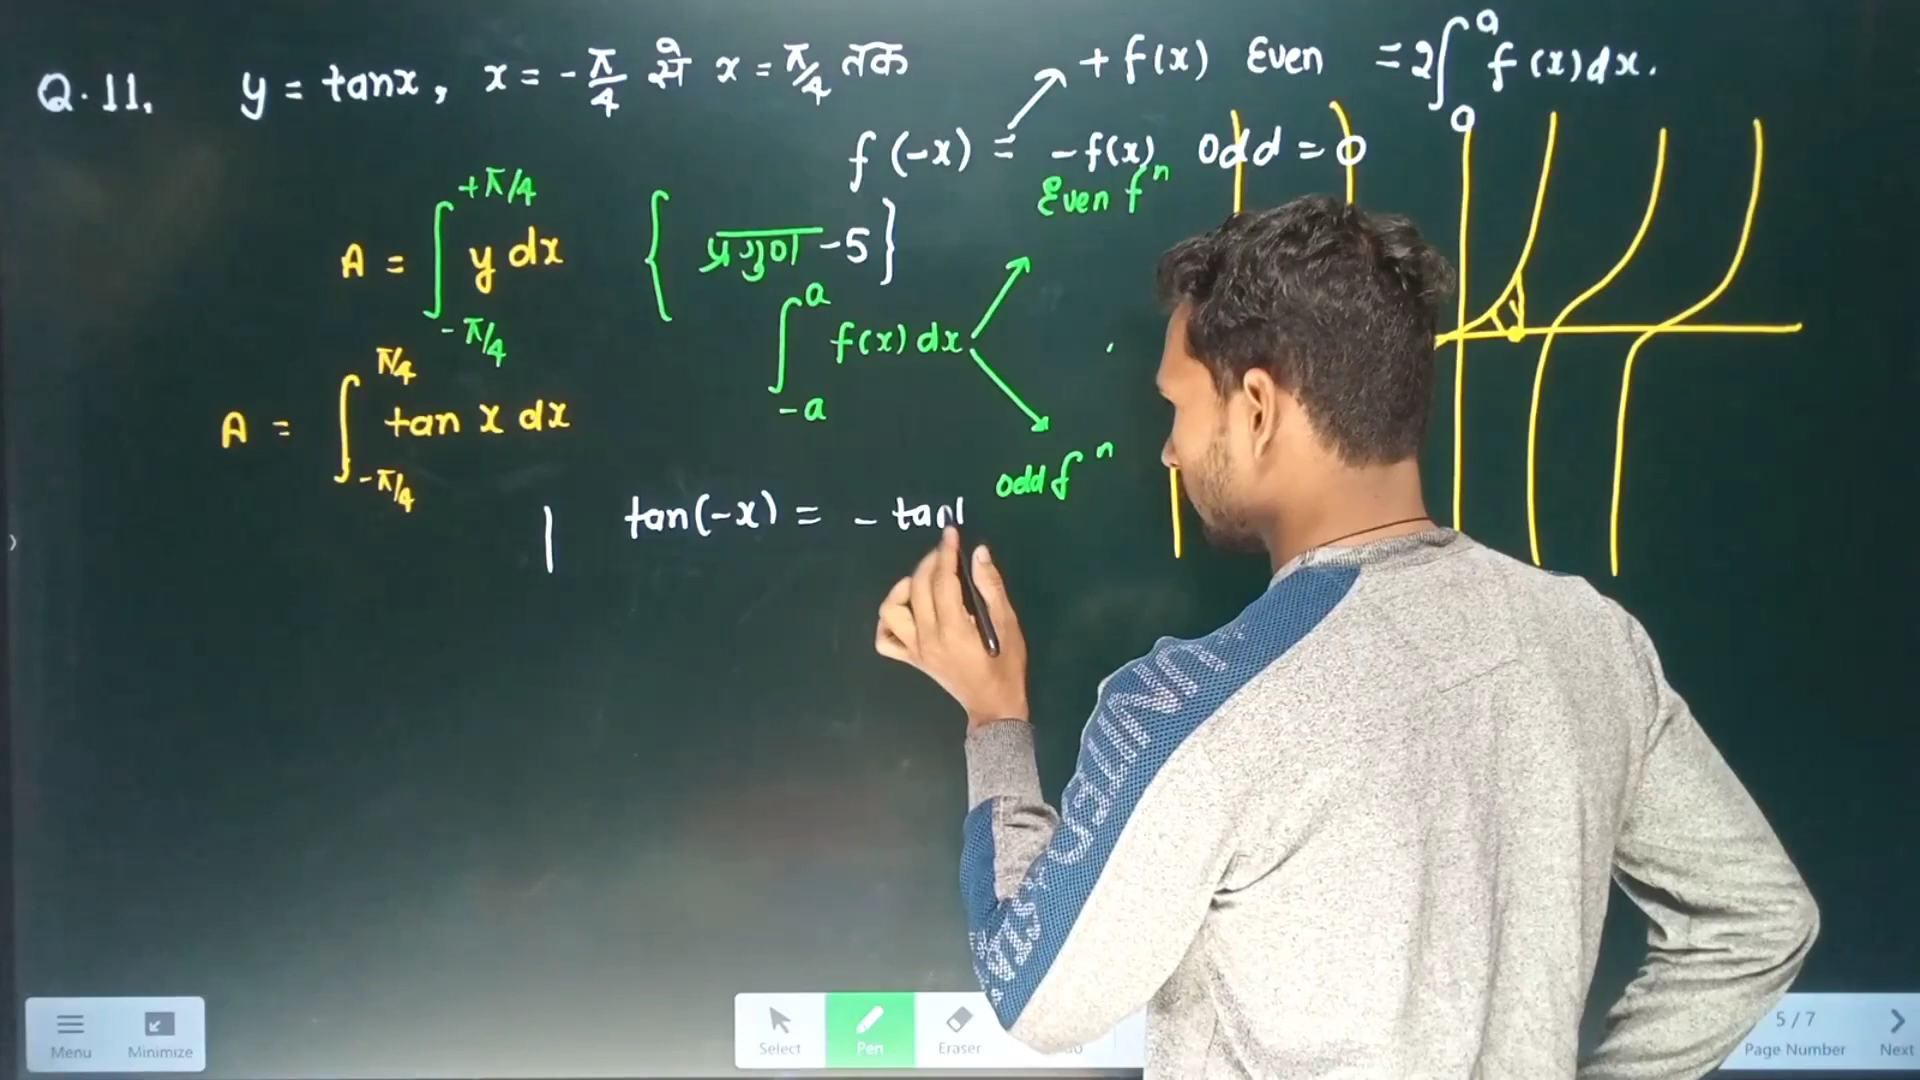 Q.11. y = tanx, x = -π/4 से x = π/4 तक
+f(x) Even = 2∫₀ᵃ f(x)dx.
f(-x) = -f(x) odd = 0
A = ∫_{-π/4}^{+π/4} y dx { प्रगुण -5}
Even fⁿ
∫_{-a}^{a} f(x) dx
A = ∫_{-π/4}^{π/4} tan x dx
odd fⁿ
| tan(-x) = - tan
UNITED
Menu
Minimize
Select
Pen
Eraser
5 / 7
Page Number
Next